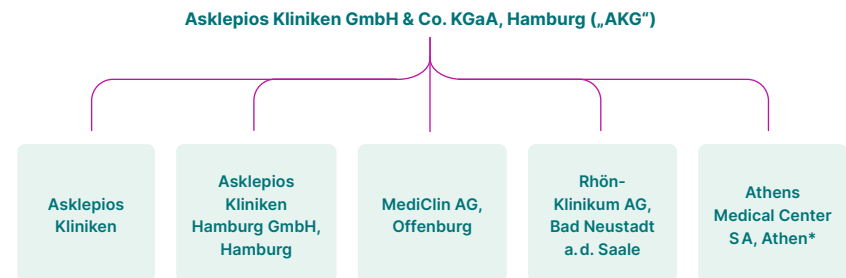 Asklepios Kliniken GmbH & Co. KGaA, Hamburg („AKG“)
Asklepios
Kliniken
Asklepios
Kliniken
Hamburg GmbH,
Hamburg
MediClin AG,
Offenburg
Rhön-
Klinikum AG,
Bad Neustadt
a. d. Saale
Athens
Medical Center
S A, Athen*